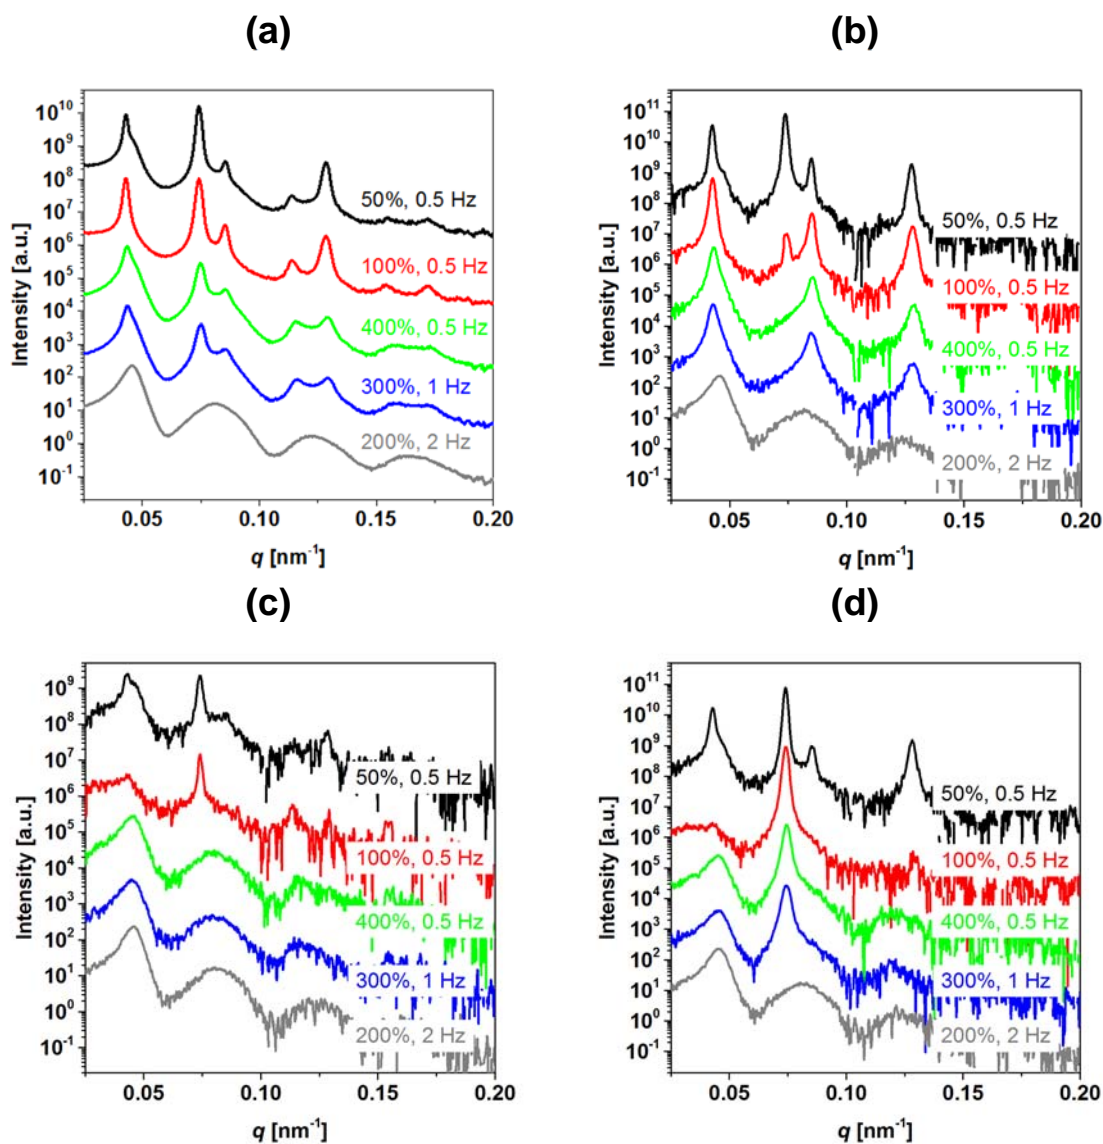 (a)
Intensity [a.u.]
10¹⁰
10⁹
10⁸
10⁷
10⁶
10⁵
10⁴
10³
10²
10¹
10⁰
10⁻¹
50%, 0.5 Hz
100%, 0.5 Hz
400%, 0.5 Hz
300%, 1 Hz
200%, 2 Hz
0.05 0.10 0.15 0.20
q [nm⁻¹]
(b)
Intensity [a.u.]
10¹¹
10¹⁰
10⁹
10⁸
10⁷
10⁶
10⁵
10⁴
10³
10²
10¹
10⁰
10⁻¹
50%, 0.5 Hz
100%, 0.5 Hz
400%, 0.5 Hz
300%, 1 Hz
200%, 2 Hz
0.05 0.10 0.15 0.20
q [nm⁻¹]
(c)
Intensity [a.u.]
10⁹
10⁸
10⁷
10⁶
10⁵
10⁴
10³
10²
10¹
10⁰
10⁻¹
50%, 0.5 Hz
100%, 0.5 Hz
400%, 0.5 Hz
300%, 1 Hz
200%, 2 Hz
0.05 0.10 0.15 0.20
q [nm⁻¹]
(d)
Intensity [a.u.]
10¹¹
10¹⁰
10⁹
10⁸
10⁷
10⁶
10⁵
10⁴
10³
10²
10¹
10⁰
10⁻¹
50%, 0.5 Hz
100%, 0.5 Hz
400%, 0.5 Hz
300%, 1 Hz
200%, 2 Hz
0.05 0.10 0.15 0.20
q [nm⁻¹]